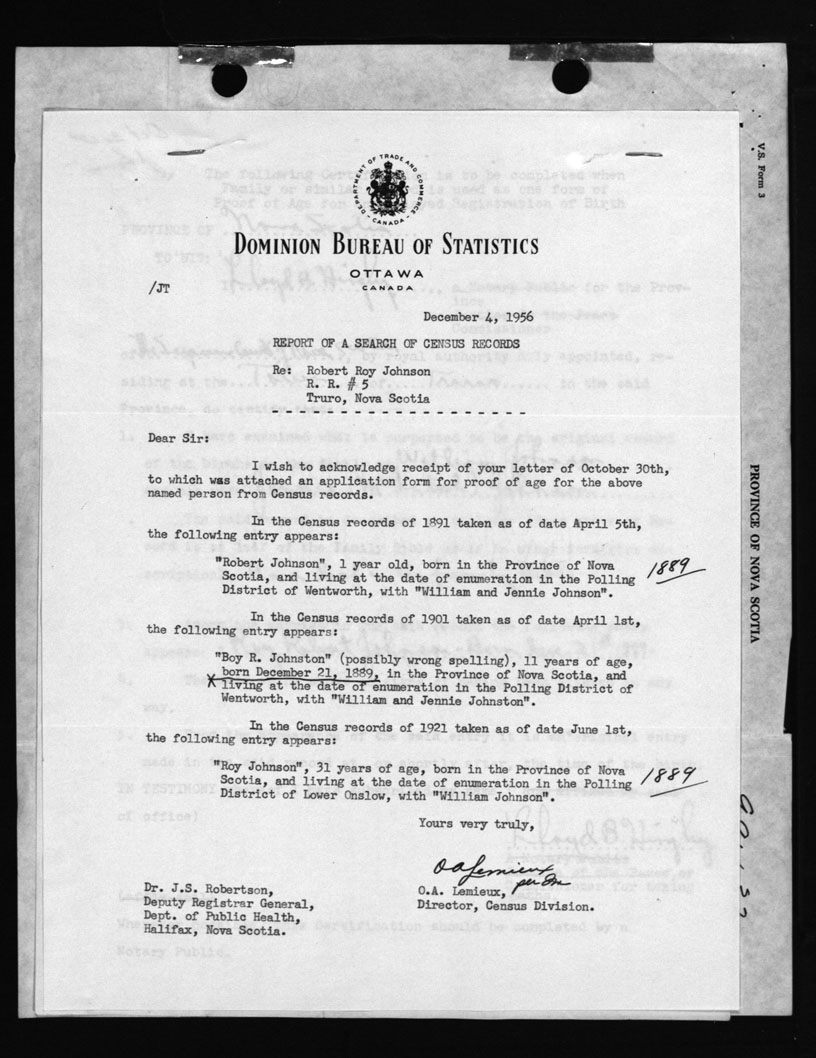 V.S. Form 3
PROVINCE OF NOVA SCOTIA
DEPARTMENT OF TRADE AND COMMERCE
CANADA
DOMINION BUREAU OF STATISTICS
OTTAWA
CANADA
/JT
December 4, 1956
REPORT OF A SEARCH OF CENSUS RECORDS
Re: Robert Roy Johnson
R. R. # 5
Truro, Nova Scotia
- - - - - - - - - - - - - - - - - - - - - -
Dear Sir:
I wish to acknowledge receipt of your letter of October 30th,
to which was attached an application form for proof of age for the above
named person from Census records.
In the Census records of 1891 taken as of date April 5th,
the following entry appears:
"Robert Johnson", 1 year old, born in the Province of Nova
Scotia, and living at the date of enumeration in the Polling
District of Wentworth, with "William and Jennie Johnson".
1889
In the Census records of 1901 taken as of date April 1st,
the following entry appears:
"Boy R. Johnston" (possibly wrong spelling), 11 years of age,
born December 21, 1889, in the Province of Nova Scotia, and
X living at the date of enumeration in the Polling District of
Wentworth, with "William and Jennie Johnston".
In the Census records of 1921 taken as of date June 1st,
the following entry appears:
"Roy Johnson", 31 years of age, born in the Province of Nova
Scotia, and living at the date of enumeration in the Polling
District of Lower Onslow, with "William Johnson".
1889
Yours very truly,
OA Lemieux
O.A. Lemieux,
Director, Census Division.
Dr. J.S. Robertson,
Deputy Registrar General,
Dept. of Public Health,
Halifax, Nova Scotia.